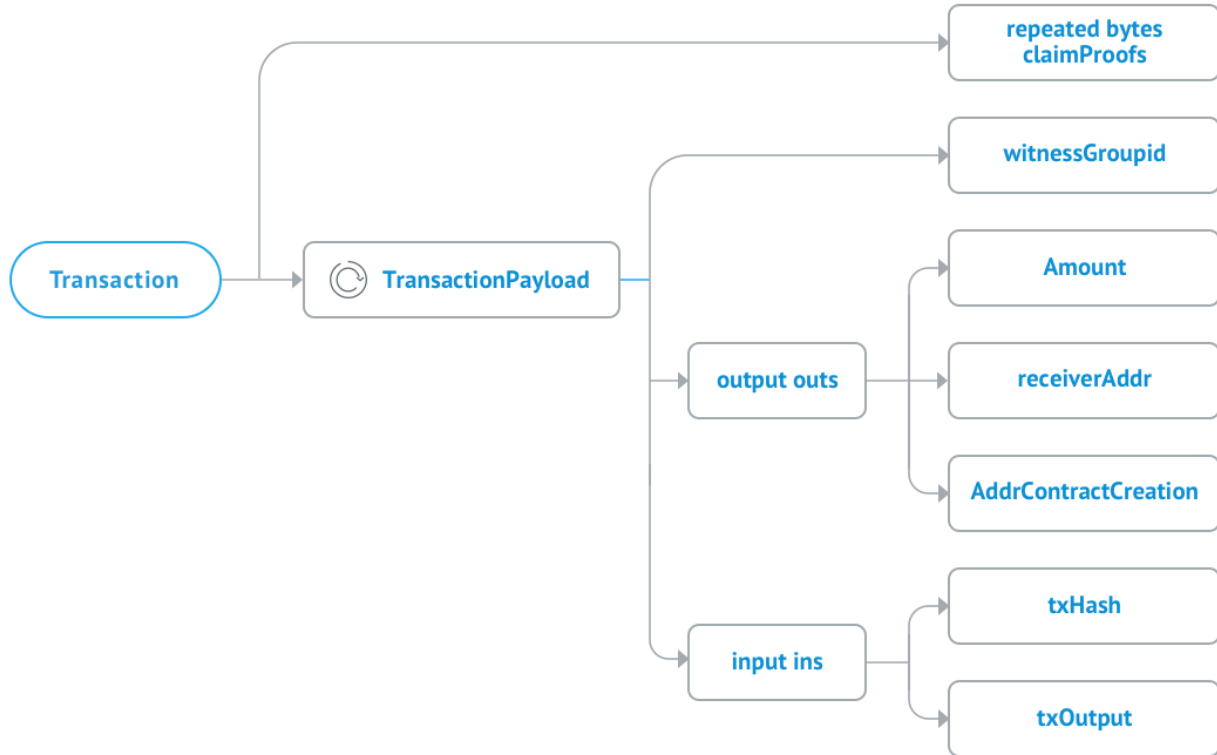 repeated bytes
claimProofs
witnessGroupid
Transaction
TransactionPayload
Amount
output outs
receiverAddr
AddrContractCreation
txHash
input ins
txOutput